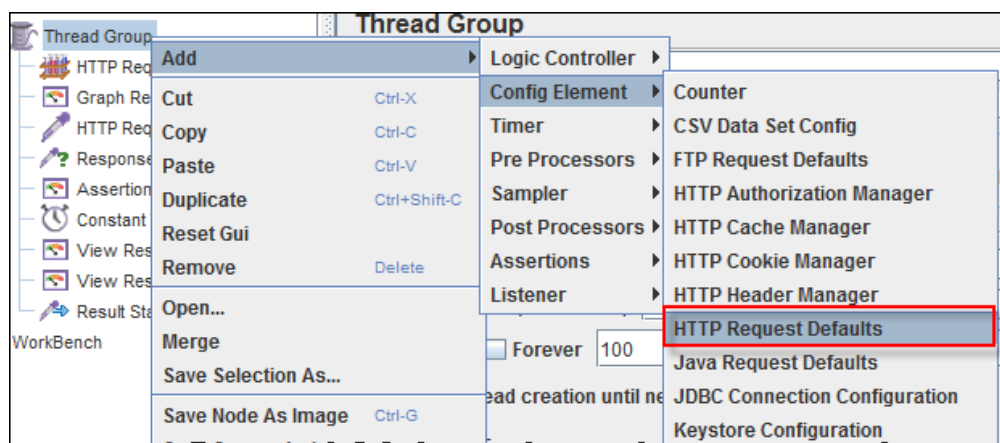 Thread Group
Thread Group
HTTP Req
Graph Re
HTTP Req
Response
Assertion
Constant
View Res
View Res
Result Sta
WorkBench
Add
Cut Ctrl-X
Copy Ctrl-C
Paste Ctrl-V
Duplicate Ctrl+Shift-C
Reset Gui
Remove Delete
Open...
Merge
Save Selection As...
Save Node As Image Ctrl-G
Logic Controller
Config Element
Timer
Pre Processors
Sampler
Post Processors
Assertions
Listener
Forever 100
ead creation until ne
Counter
CSV Data Set Config
FTP Request Defaults
HTTP Authorization Manager
HTTP Cache Manager
HTTP Cookie Manager
HTTP Header Manager
HTTP Request Defaults
Java Request Defaults
JDBC Connection Configuration
Keystore Configuration